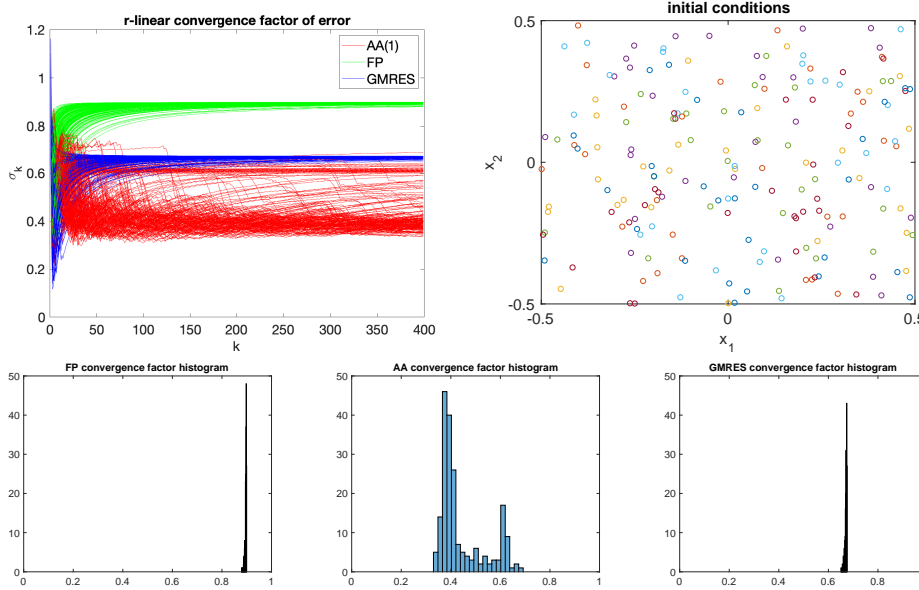 r-linear convergence factor of error
1.2
1
0.8
0.6
0.4
0.2
0
σk
0 50 100 150 200 250 300 350 400
k
AA(1)
FP
GMRES
initial conditions
0.5
0
-0.5
x2
-0.5 0 0.5
x1
FP convergence factor histogram
50
40
30
20
10
0
0 0.2 0.4 0.6 0.8 1
AA convergence factor histogram
50
40
30
20
10
0
0 0.2 0.4 0.6 0.8 1
GMRES convergence factor histogram
50
40
30
20
10
0
0 0.2 0.4 0.6 0.8